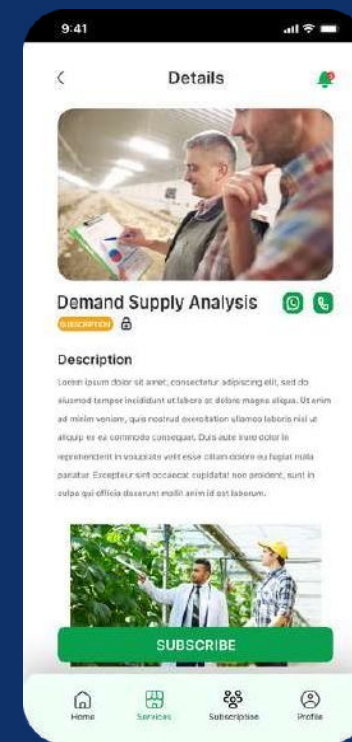 9:41
Details
Demand Supply Analysis
SUBSCRIPTION
Description
Lorem ipsum dolor sit amet, consectetur adipiscing elit, sed do
eiusmod tempor incididunt ut labore et dolore magna aliqua. Ut enim
ad minim veniam, quis nostrud exercitation ullamco laboris nisi ut
aliquip ex ea commodo consequat. Duis aute irure dolor in
reprehenderit in voluptate velit esse cillum dolore eu fugiat nulla
pariatur. Excepteur sint occaecat cupidatat non proident, sunt in
culpa qui officia deserunt mollit anim id est laborum.
SUBSCRIBE
Home Services Subscription Profile